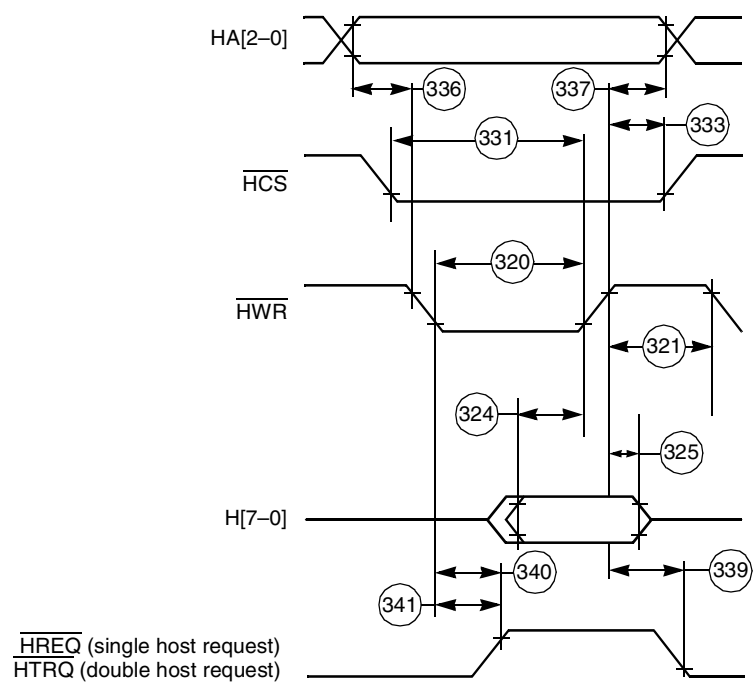 HA[2–0]
336
337
333
331
HCS
320
HWR
321
324
325
H[7–0]
340
339
341
HREQ (single host request)
HTRQ (double host request)